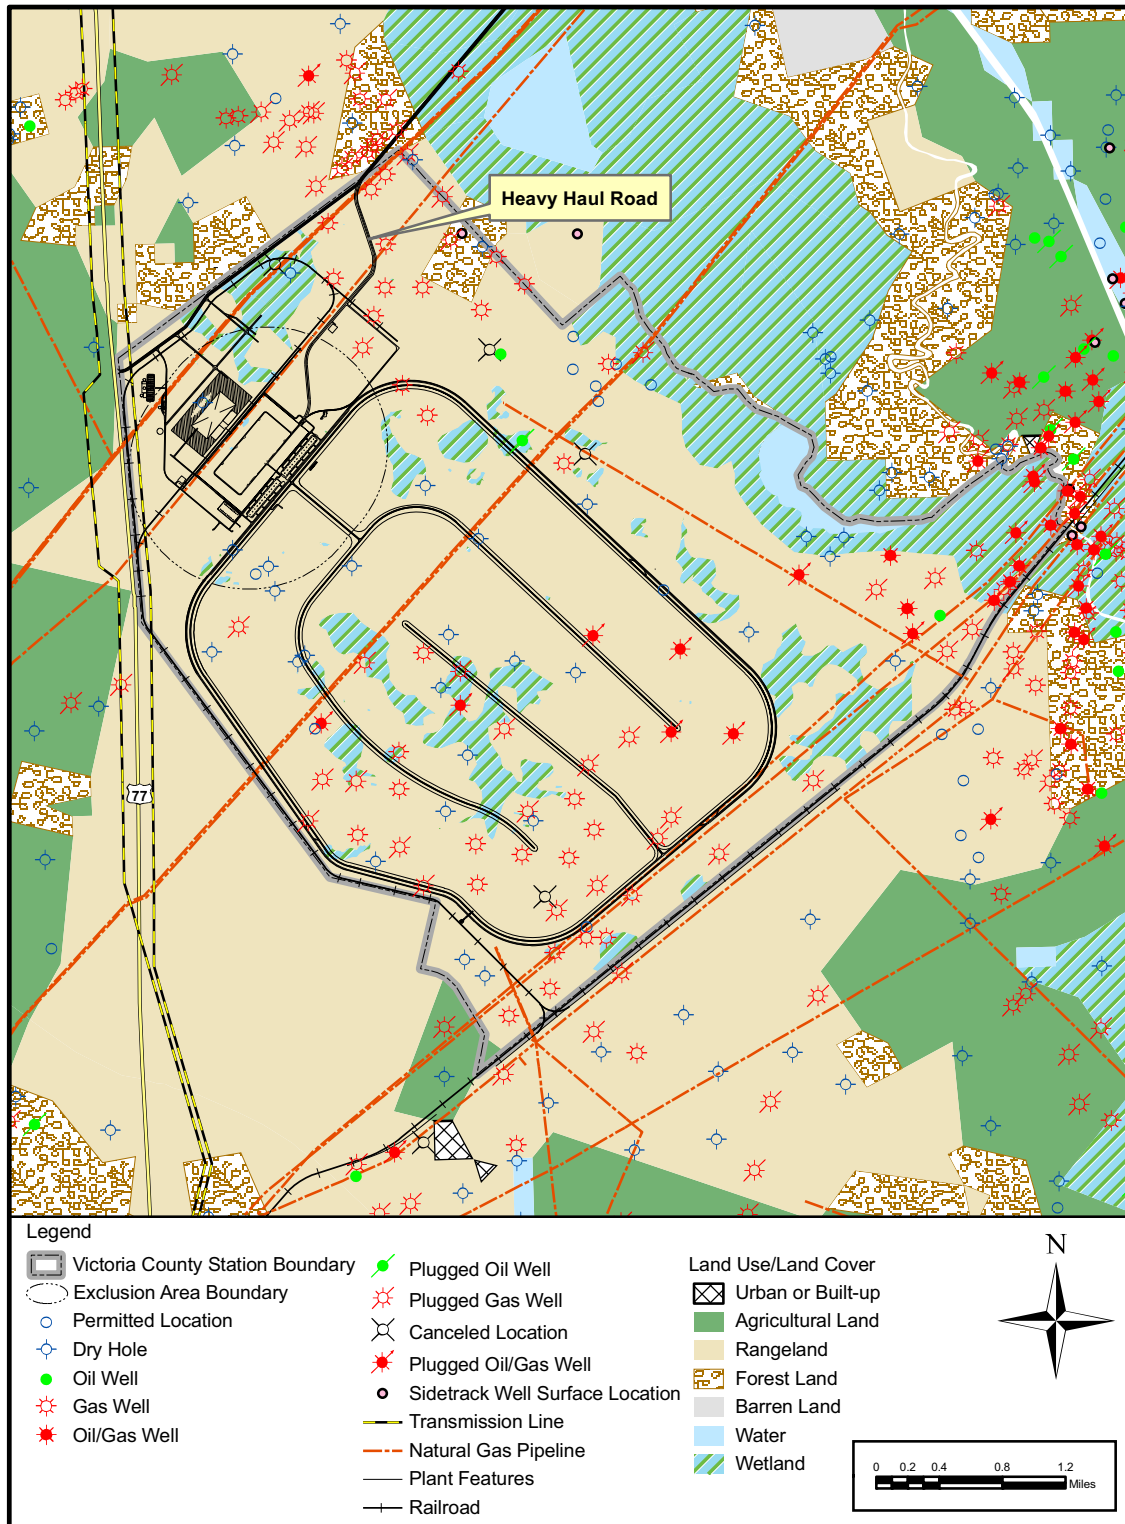 Heavy Haul Road
77
N
Legend
Victoria County Station Boundary
Exclusion Area Boundary
Permitted Location
Dry Hole
Oil Well
Gas Well
Oil/Gas Well
Plugged Oil Well
Plugged Gas Well
Canceled Location
Plugged Oil/Gas Well
Sidetrack Well Surface Location
Transmission Line
Natural Gas Pipeline
Plant Features
Railroad
Land Use/Land Cover
Urban or Built-up
Agricultural Land
Rangeland
Forest Land
Barren Land
Water
Wetland
0 0.2 0.4 0.8 1.2
Miles